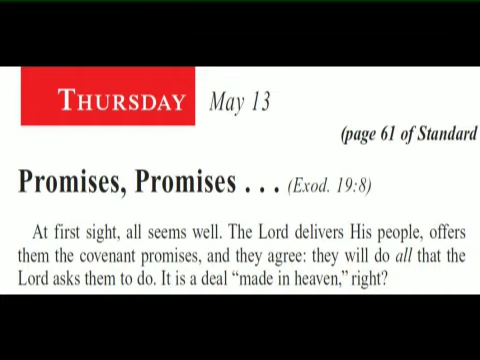 THURSDAY May 13
(page 61 of Standard
Promises, Promises . . . (Exod. 19:8)
At first sight, all seems well. The Lord delivers His people, offers
them the covenant promises, and they agree: they will do all that the
Lord asks them to do. It is a deal “made in heaven,” right?